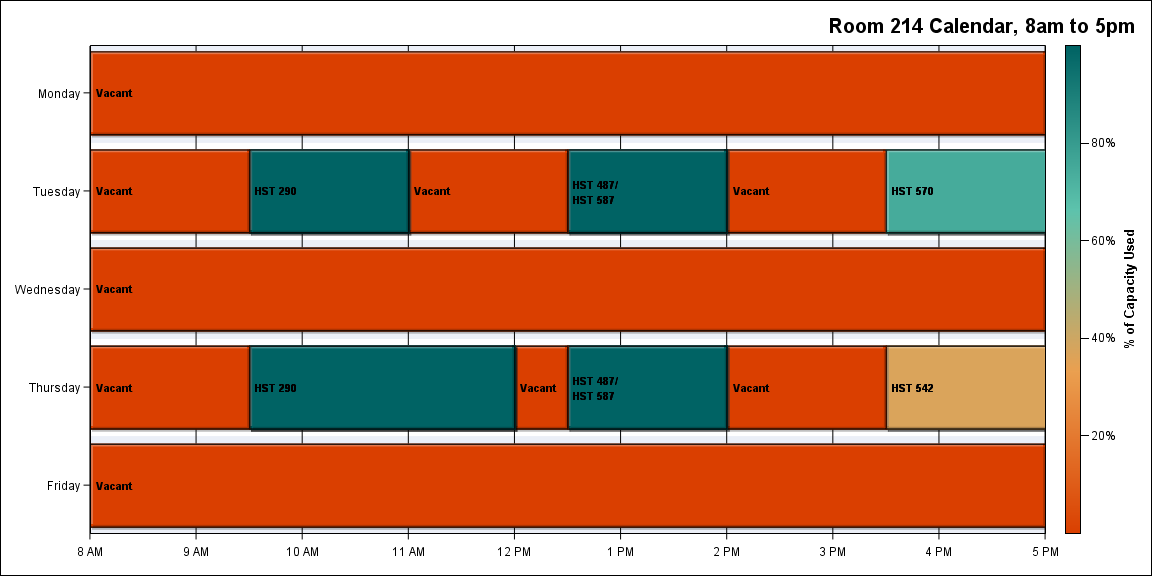 Room 214 Calendar, 8am to 5pm
Monday
Vacant
Tuesday
Vacant
HST 290
Vacant
HST 487/
HST 587
Vacant
HST 570
Wednesday
Vacant
Thursday
Vacant
HST 290
Vacant
HST 487/
HST 587
Vacant
HST 542
Friday
Vacant
8 AM
9 AM
10 AM
11 AM
12 PM
1 PM
2 PM
3 PM
4 PM
5 PM
80%
60%
40%
20%
% of Capacity Used